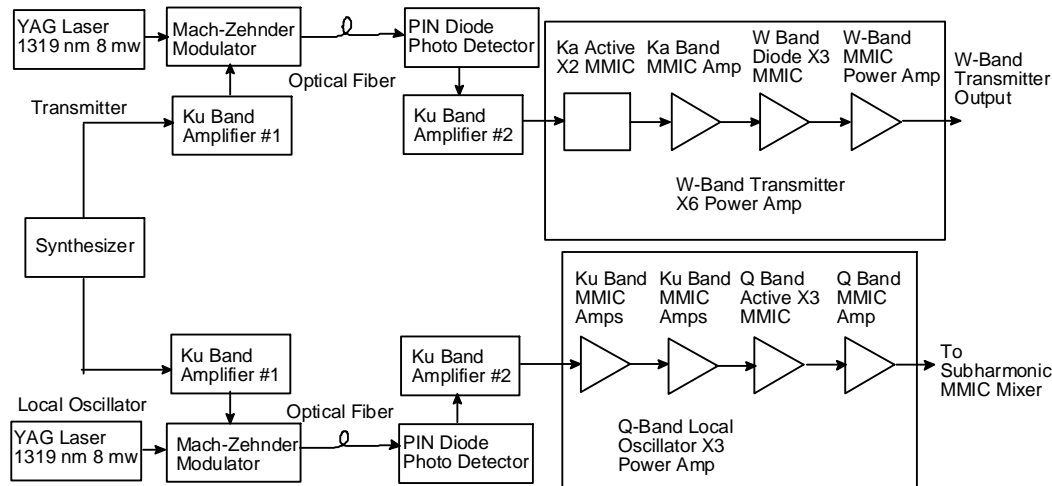 YAG Laser
1319 nm 8 mw
Mach-Zehnder
Modulator
Optical Fiber
PIN Diode
Photo Detector
Transmitter
Ku Band
Amplifier #1
Ku Band
Amplifier #2
Ka Active
X2 MMIC
Ka Band
MMIC Amp
W Band
Diode X3
MMIC
W-Band
MMIC
Power Amp
W-Band
Transmitter
Output
W-Band Transmitter
X6 Power Amp
Synthesizer
Ku Band
Amplifier #1
Local Oscillator
YAG Laser
1319 nm 8 mw
Mach-Zehnder
Modulator
Optical Fiber
Ku Band
Amplifier #2
PIN Diode
Photo Detector
Ku Band
MMIC
Amps
Ku Band
MMIC
Amps
Q Band
Active X3
MMIC
Q Band
MMIC
Amp
To
Subharmonic
MMIC Mixer
Q-Band Local
Oscillator X3
Power Amp